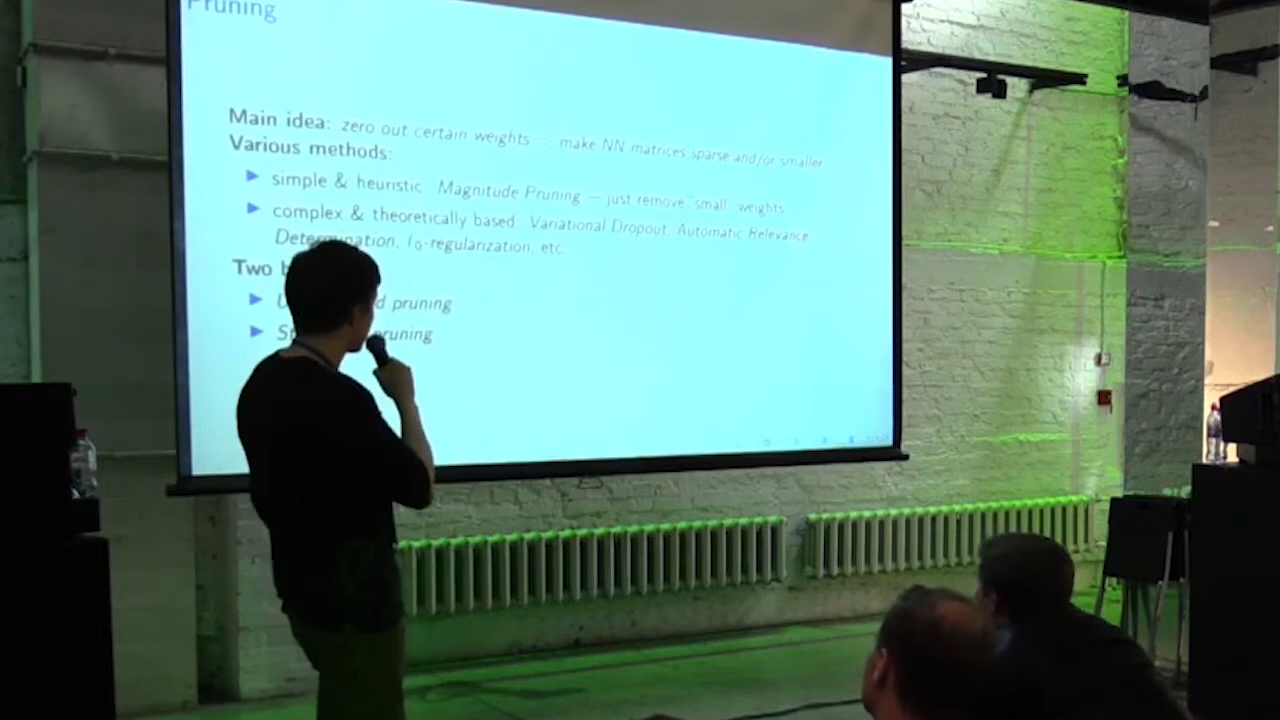 Pruning
Main idea: zero out certain weights make NN matrices sparse and/or smaller
Various methods:
simple & heuristic: Magnitude Pruning — just remove "small" weights
complex & theoretically based: Variational Dropout, Automatic Relevance
Determination, l0-regularization, etc.
Two
pruning
pruning